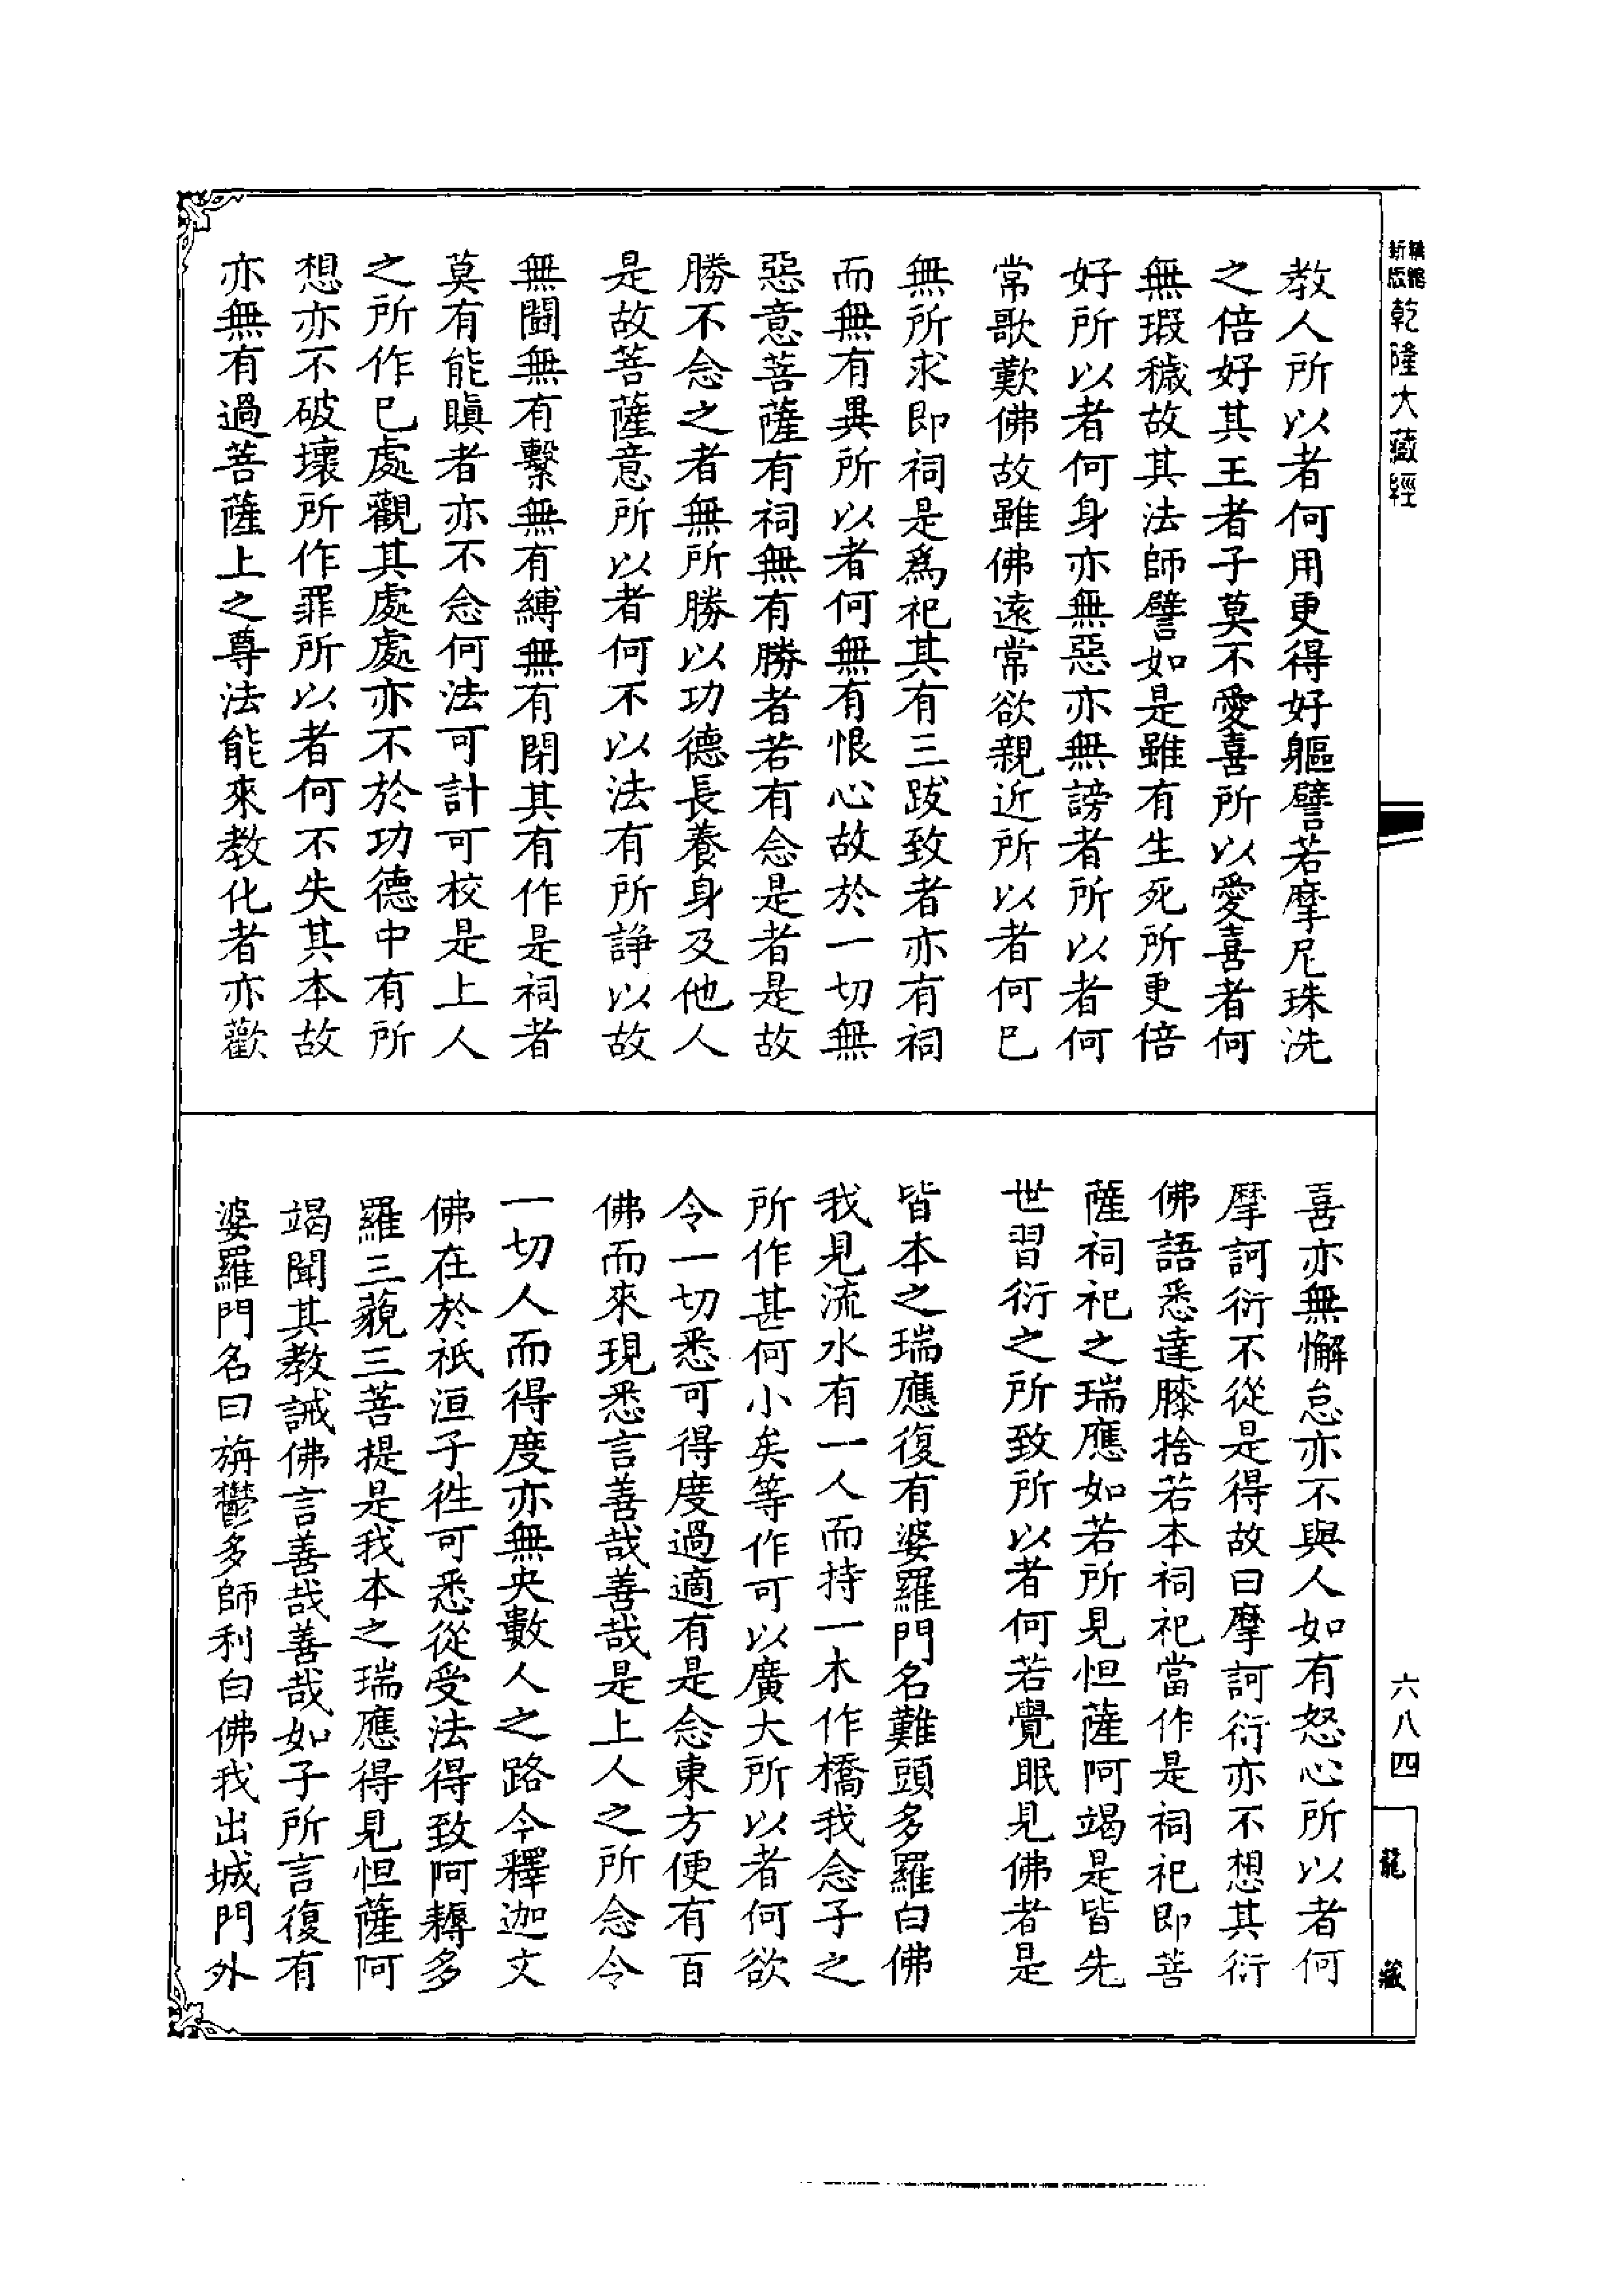 新版
乾隆大藏經
教人所以者何用更得好軀譬若摩尼珠洗
之倍好其王者子莫不愛喜所以愛喜者何
無瑕穢故其法師譬如是雖有生死所更倍
好所以者何身亦無惡亦無謗者所以者何
常歌歎佛故雖佛遠常欲親近所以者何已
無所求即祠是爲祀其有三跋致者亦有祠
而無有異所以者何無有恨心故於一切無
惡意菩薩有祠無有勝者若有念是者是故
勝不念之者無所勝以功德長養身及他人
是故菩薩意所以者何不以法有所諍以故
無鬪無有繫無有縛無有閉其有作是祠者
莫有能瞋者亦不念何法可計可校是上人
之所作已處觀其處處亦不於功德中有所
想亦不破壞所作罪所以者何不失其本故
亦無有過菩薩上之尊法能來教化者亦歡
喜亦無懈怠亦不與人如有怒心所以者何
摩訶衍不從是得故曰摩訶衍亦不想其衍
佛語悉達膝捨若本祠祀當作是祠祀即菩
薩祠祀之瑞應如若所見怛薩阿竭是皆先
世習衍之所致所以者何若覺眠見佛者是
皆本之瑞應復有婆羅門名難頭多羅白佛
我見流水有一人而持一木作橋我念子之
所作甚何小矣等作可以廣大所以者何欲
令一切悉可得度過適有是念東方便有百
佛而來現悉言善哉善哉是上人之所念令
一切人而得度亦無央數人之路今釋迦文
佛在於祇洹子徃可悉從受法得致阿耨多
羅三藐三菩提是我本之瑞應得見怛薩阿
竭聞其教誡佛言善哉善哉如子所言復有
婆羅門名曰旃鬱多師利白佛我出城門外
六八四
龍藏